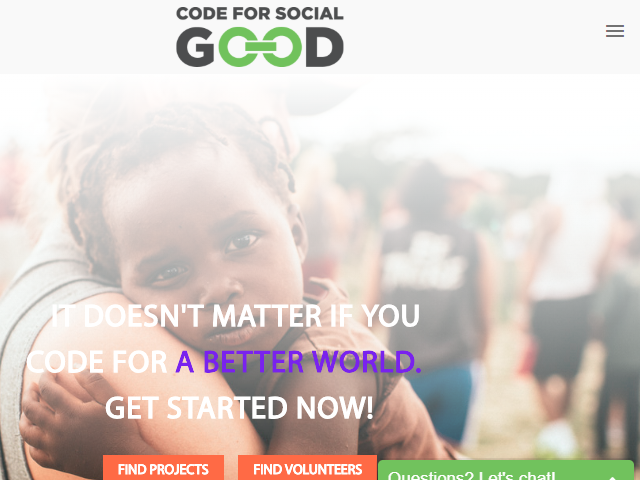 CODE FOR SOCIAL
GOOD
IT DOESN'T MATTER IF YOU
CODE FOR A BETTER WORLD.
GET STARTED NOW!
FIND PROJECTS
FIND VOLUNTEERS
Questions? Let's chat!